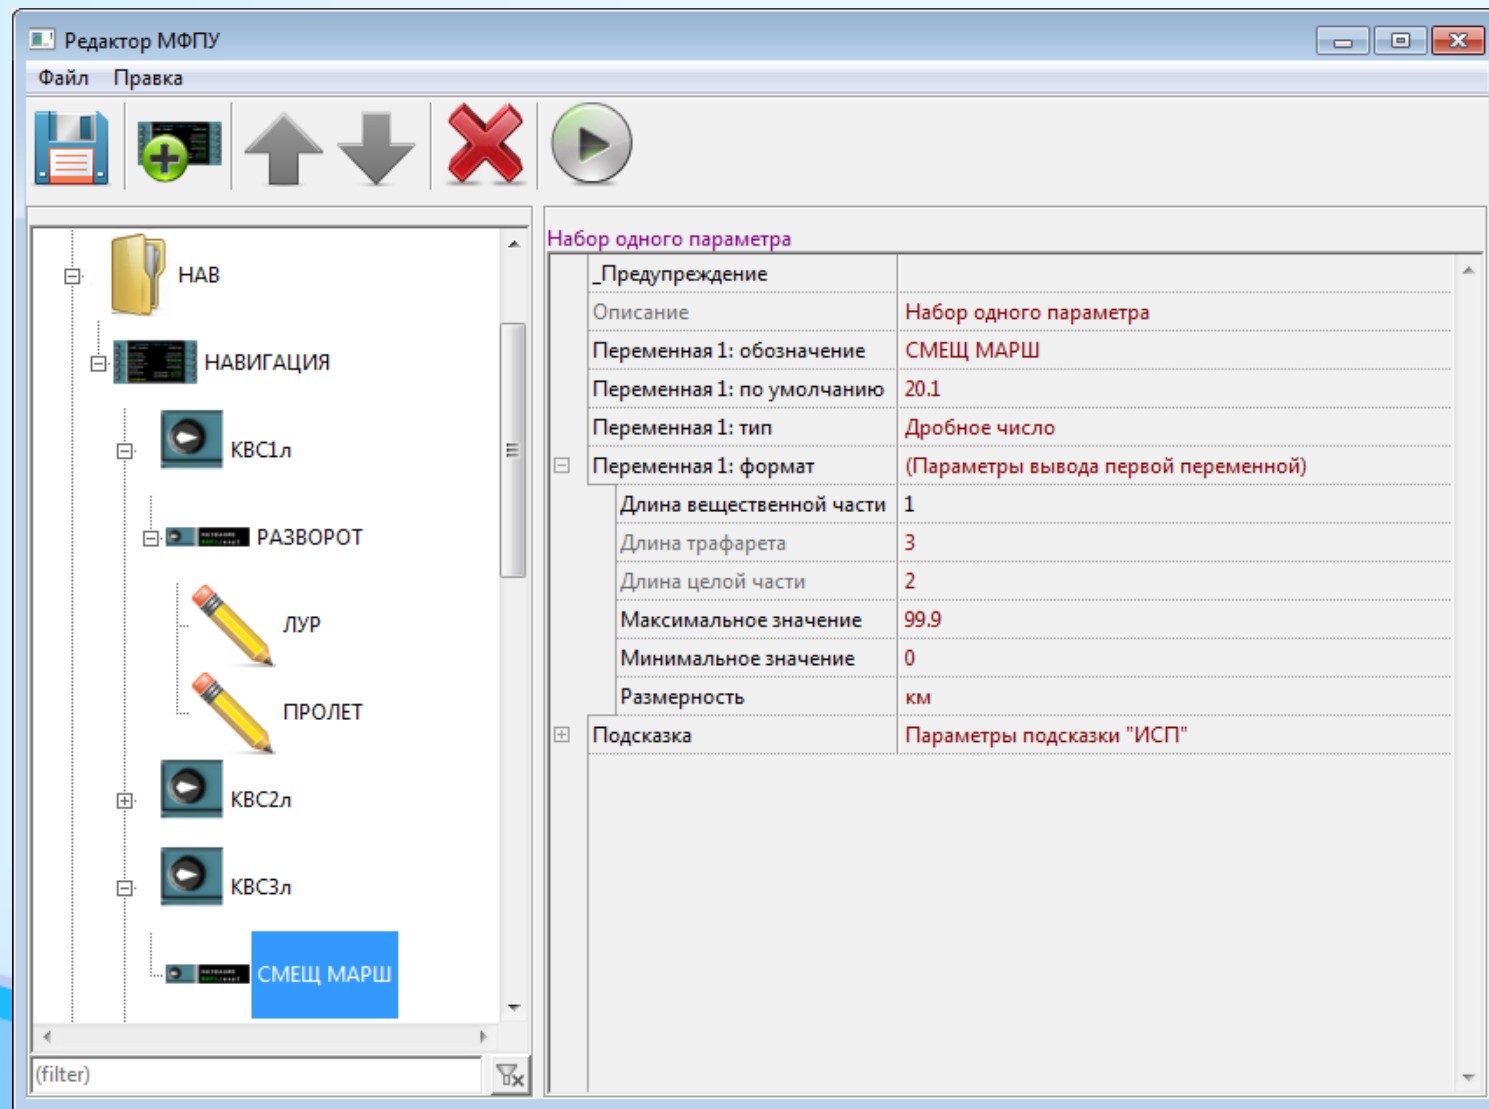 Редактор МФПУ
Файл Правка
НАВ
НАВИГАЦИЯ
КВС1л
РАЗВОРОТ
ЛУР
ПРОЛЕТ
КВС2л
КВС3л
СМЕЩ МАРШ
(filter)
Набор одного параметра
_Предупреждение
Описание Набор одного параметра
Переменная 1: обозначение СМЕЩ МАРШ
Переменная 1: по умолчанию 20.1
Переменная 1: тип Дробное число
Переменная 1: формат (Параметры вывода первой переменной)
Длина вещественной части 1
Длина трафарета 3
Длина целой части 2
Максимальное значение 99.9
Минимальное значение 0
Размерность км
Подсказка Параметры подсказки "ИСП"